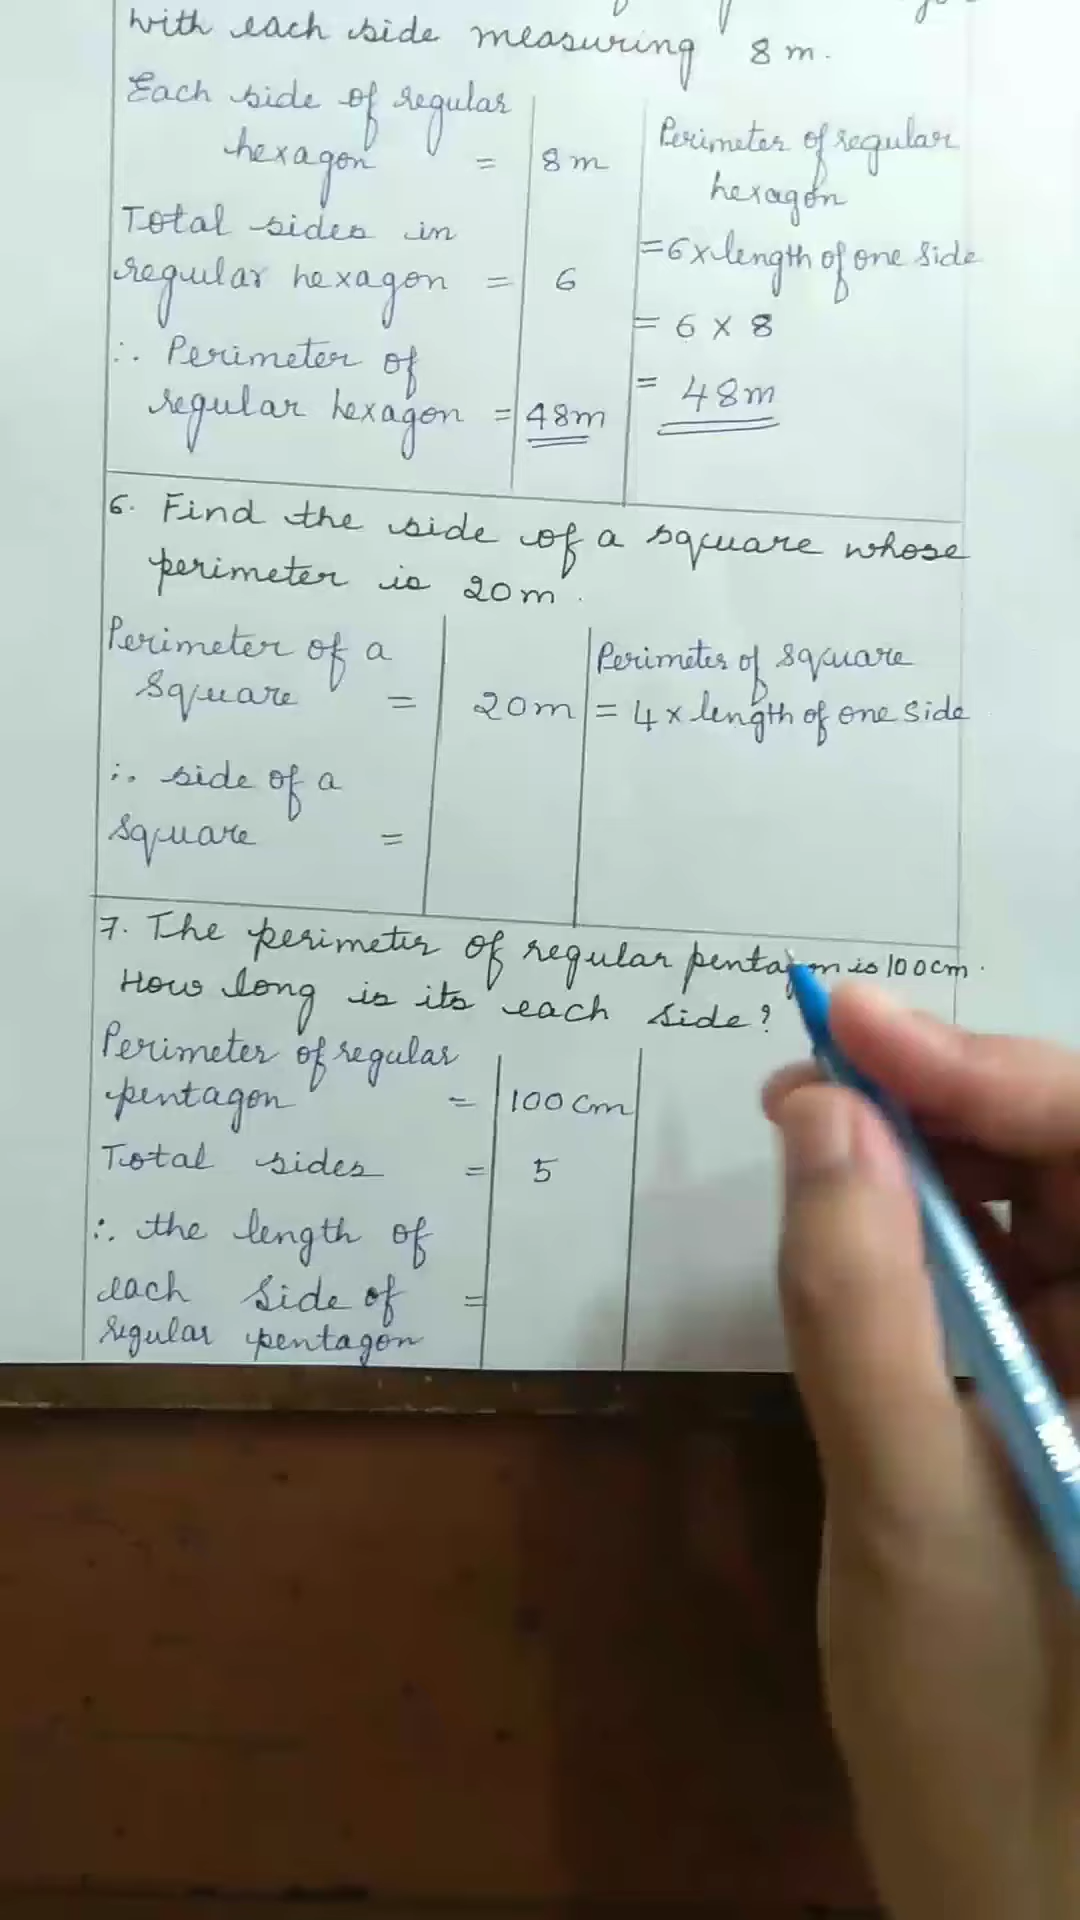 with each side measuring 8 m.
Each side of regular
hexagon = 8 m
Total sides in
regular hexagon = 6
∴ Perimeter of
regular hexagon = 48m
Perimeter of regular
hexagon
= 6 x length of one side
= 6 x 8
= 48m
6. Find the side of a square whose
perimeter is 20m.
Perimeter of a
square = 20m
∴ side of a
square =
Perimeter of square
= 4 x length of one side
7. The perimeter of regular pentagon is 100cm.
How long is its each side?
Perimeter of regular
pentagon = 100 cm
Total sides = 5
∴ the length of
each side of =
regular pentagon